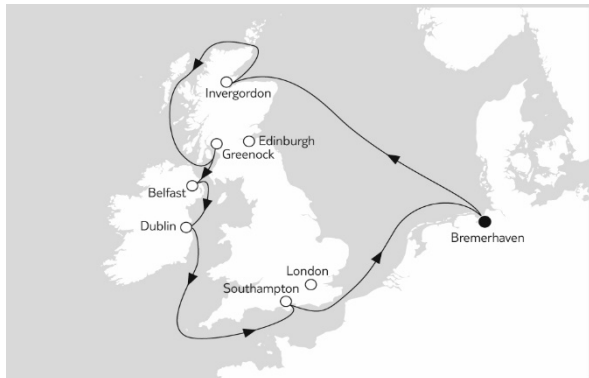 Invergordon
Edinburgh
Greenock
Belfast
Dublin
Bremerhaven
London
Southampton